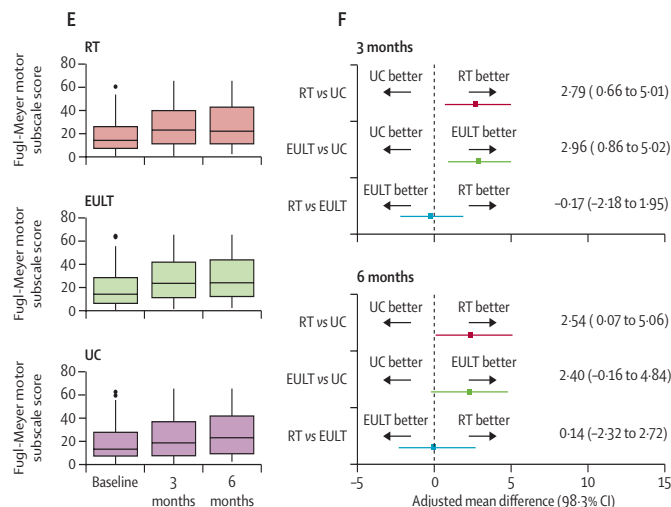 E
RT
Fugl-Meyer motor
subscale score
80
60
40
20
0
EULT
Fugl-Meyer motor
subscale score
80
60
40
20
0
UC
Fugl-Meyer motor
subscale score
80
60
40
20
0
Baseline
3
months
6
months
F
3 months
RT vs UC
UC better
RT better
2·79 ( 0·66 to 5·01)
EULT vs UC
UC better
EULT better
2·96 ( 0·86 to 5·02)
RT vs EULT
EULT better
RT better
–0·17 (–2·18 to 1·95)
6 months
RT vs UC
UC better
RT better
2·54 ( 0·07 to 5·06)
EULT vs UC
UC better
EULT better
2·40 (–0·16 to 4·84)
RT vs EULT
EULT better
RT better
0·14 (–2·32 to 2·72)
–5
0
5
10
15
Adjusted mean difference (98·3% CI)